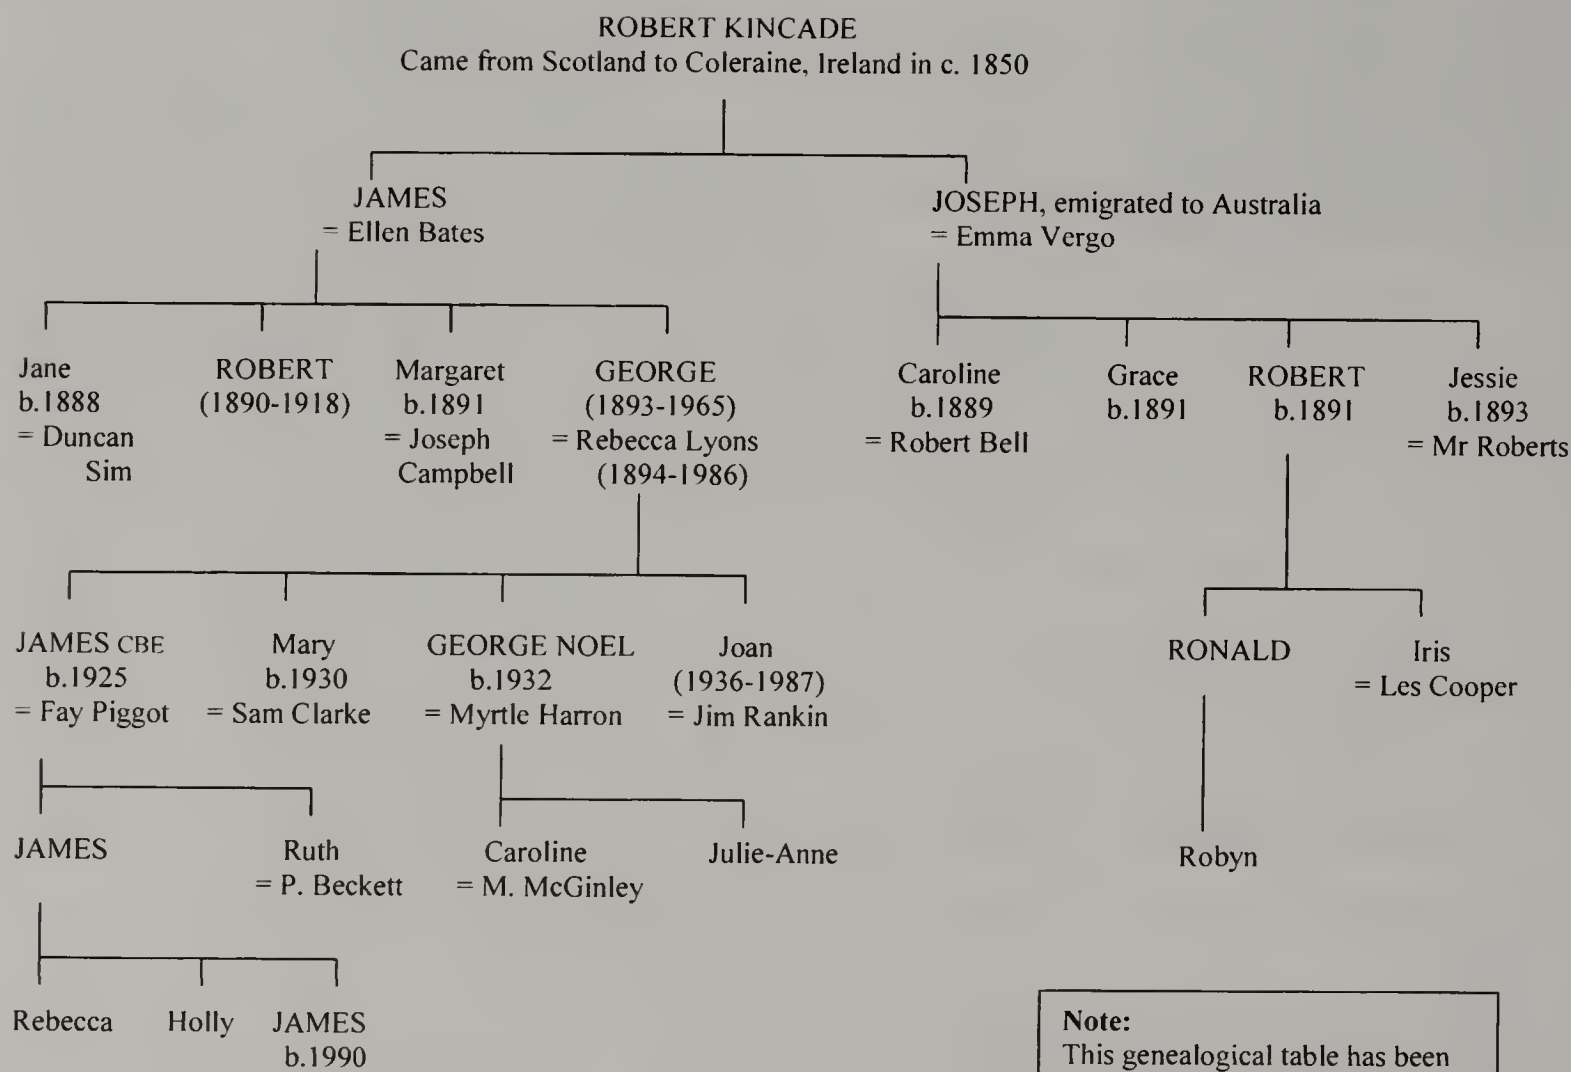 ROBERT KINCADE
Came from Scotland to Coleraine, Ireland in c. 1850
JAMES
= Ellen Bates
JOSEPH, emigrated to Australia
= Emma Vergo
Jane
b.1888
= Duncan
Sim
ROBERT
(1890-1918)
Margaret
b.1891
= Joseph
Campbell
GEORGE
(1893-1965)
= Rebecca Lyons
(1894-1986)
Caroline
b.1889
= Robert Bell
Grace
b.1891
ROBERT
b.1891
Jessie
b.1893
= Mr Roberts
JAMES CBE
b.1925
= Fay Piggot
Mary
b.1930
= Sam Clarke
GEORGE NOEL
b.1932
= Myrtle Harron
Joan
(1936-1987)
= Jim Rankin
RONALD
Iris
= Les Cooper
JAMES
Ruth
= P. Beckett
Caroline
= M. McGinley
Julie-Anne
Robyn
Rebecca
Holly
JAMES
b.1990
Note:
This genealogical table has been